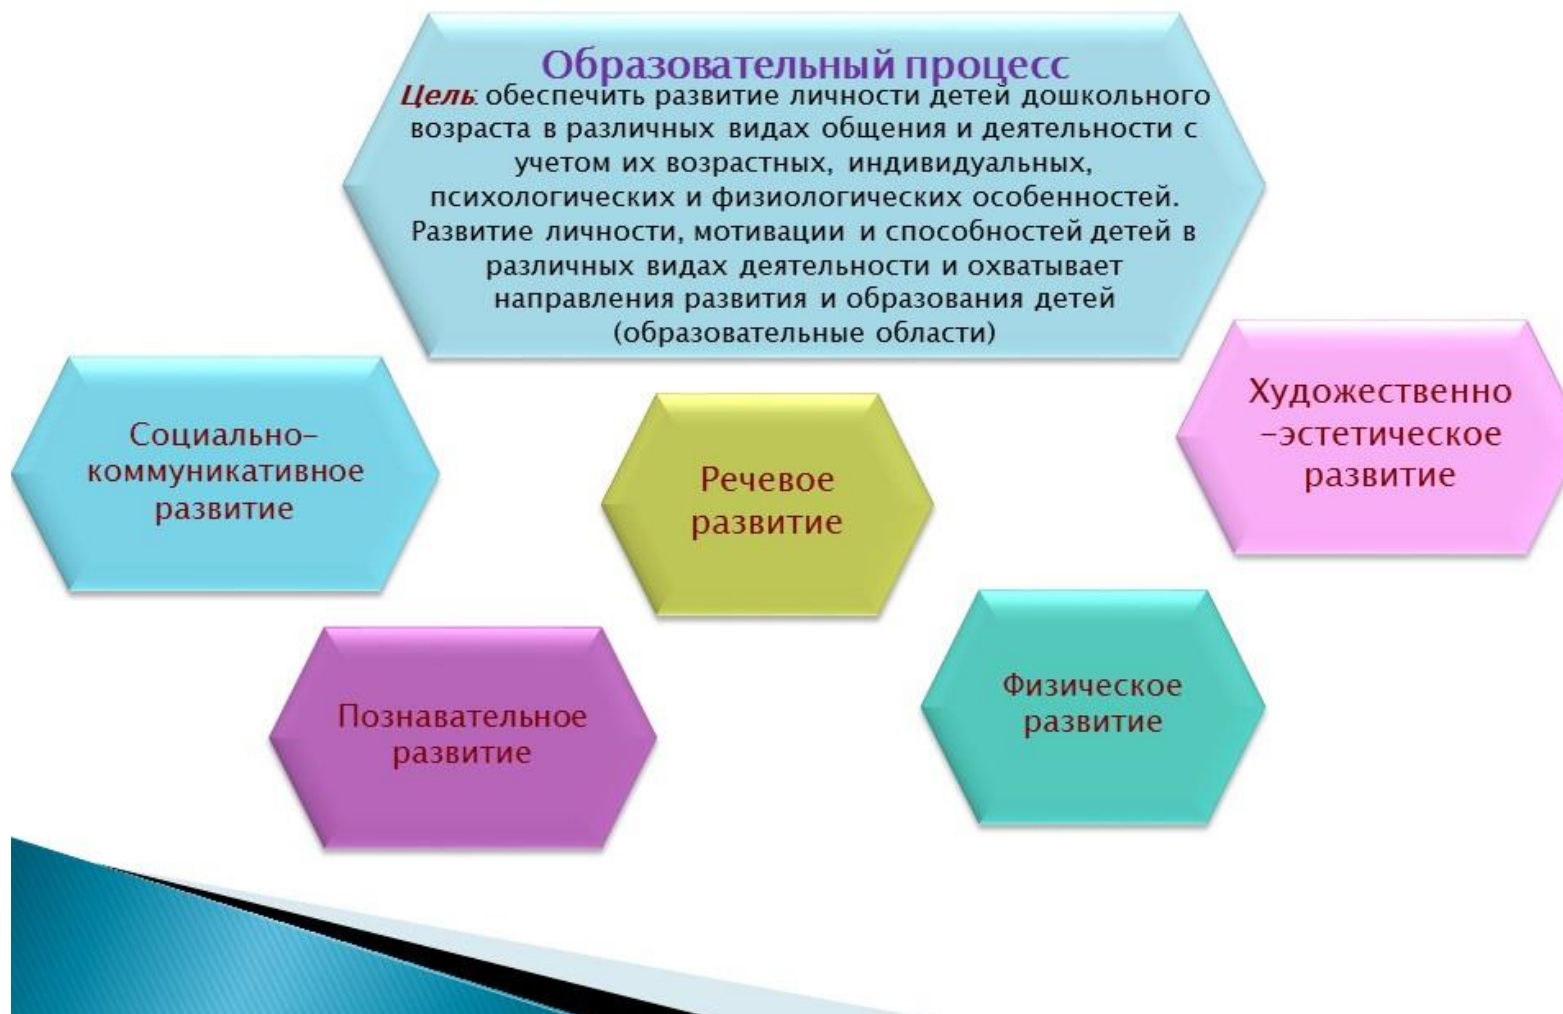 Образовательный процесс
Цель: обеспечить развитие личности детей дошкольного
возраста в различных видах общения и деятельности с
учетом их возрастных, индивидуальных,
психологических и физиологических особенностей.
Развитие личности, мотивации и способностей детей в
различных видах деятельности и охватывает
направления развития и образования детей
(образовательные области)
Социально-
коммуникативное
развитие
Речевое
развитие
Художественно
-эстетическое
развитие
Познавательное
развитие
Физическое
развитие